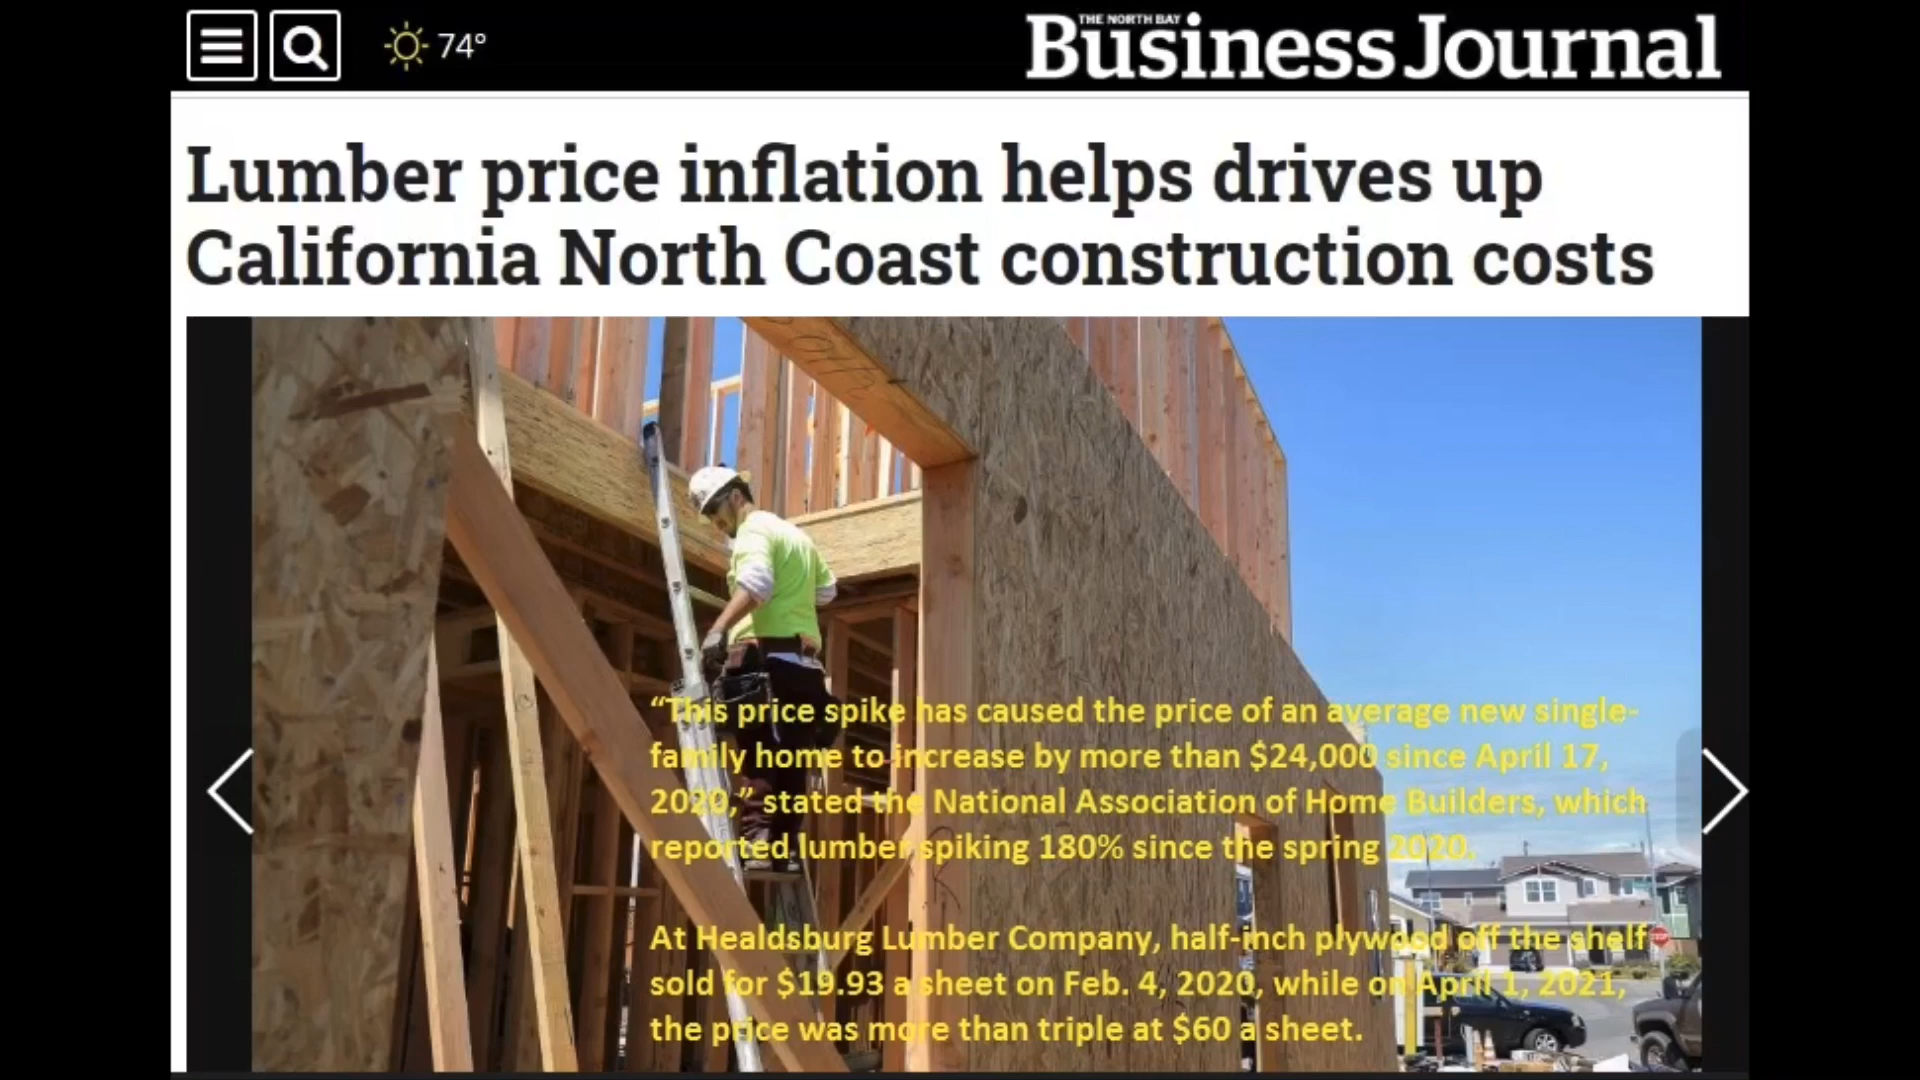 74°
THE NORTH BAY
Business Journal
Lumber price inflation helps drives up
California North Coast construction costs
“This price spike has caused the price of an average new single-
family home to increase by more than $24,000 since April 17,
2020,” stated the National Association of Home Builders, which
reported lumber spiking 180% since the spring 2020.
At Healdsburg Lumber Company, half-inch plywood off the shelf
sold for $19.93 a sheet on Feb. 4, 2020, while on April 1, 2021,
the price was more than triple at $60 a sheet.